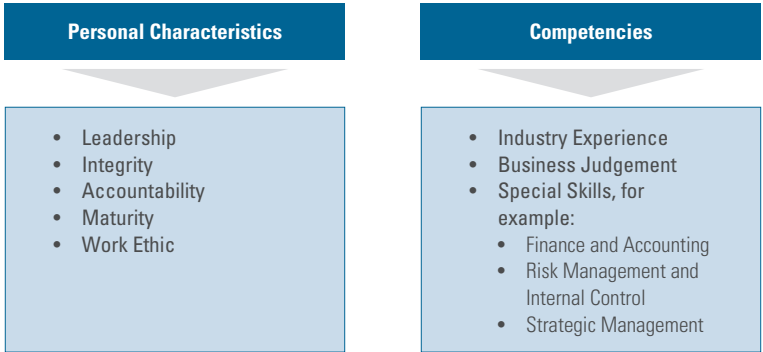 Personal Characteristics
• Leadership
• Integrity
• Accountability
• Maturity
• Work Ethic
Competencies
• Industry Experience
• Business Judgement
• Special Skills, for
example:
• Finance and Accounting
• Risk Management and
Internal Control
• Strategic Management